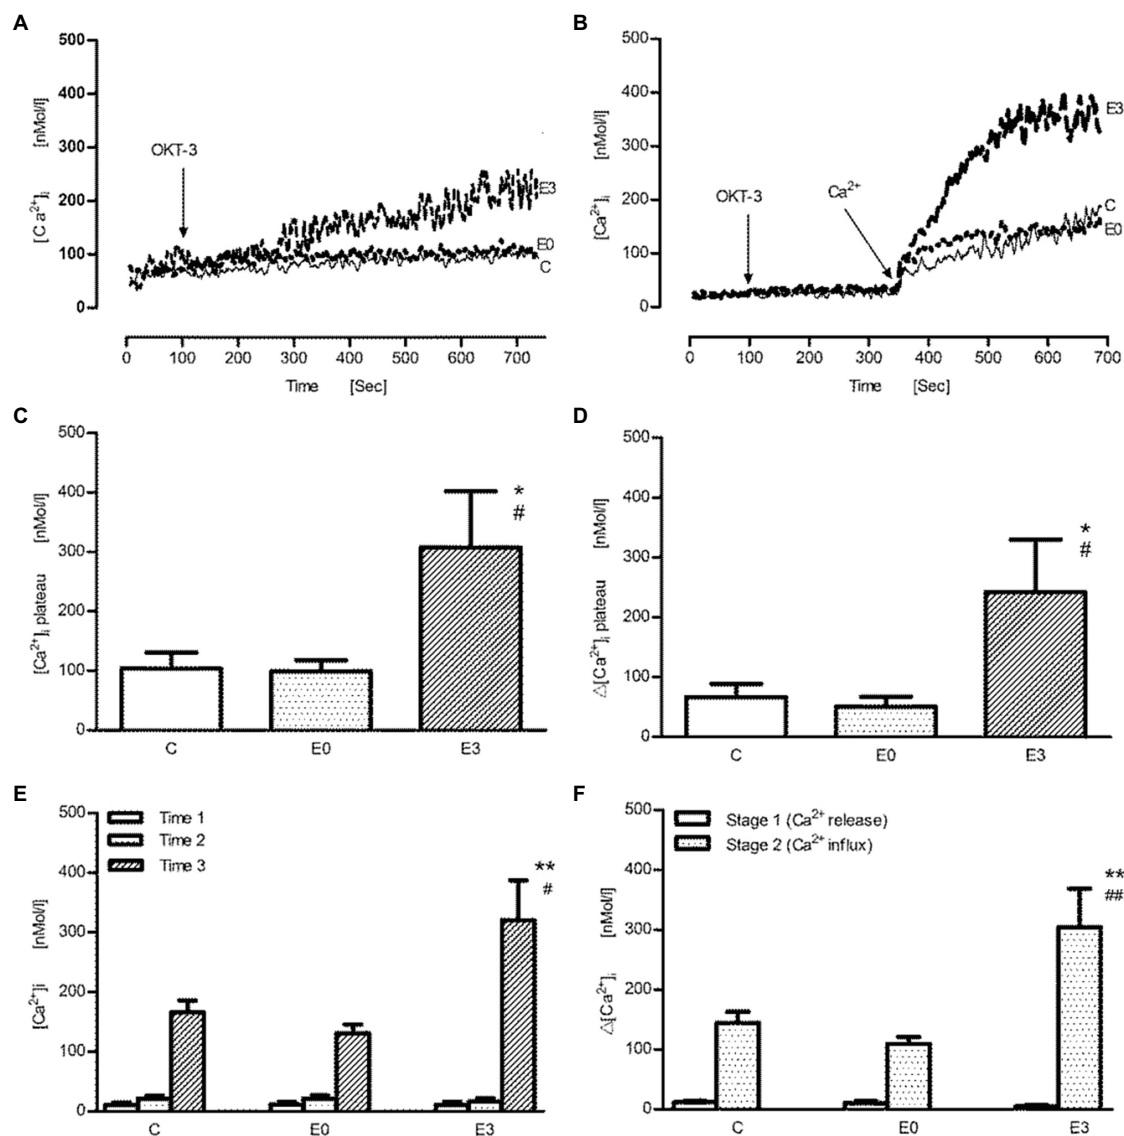 A
500
400
300
200
100
0
[Ca²⁺]ᵢ [nMol/l]
OKT-3
E3
E0
C
0 100 200 300 400 500 600 700
Time [Sec]
B
500
400
300
200
100
0
[Ca²⁺]ᵢ [nMol/l]
OKT-3
Ca²⁺
E3
C
E0
0 100 200 300 400 500 600 700
Time [Sec]
C
500
400
300
200
100
0
[Ca²⁺]ᵢ plateau [nMol/l]
*
#
C E0 E3
D
500
400
300
200
100
0
△[Ca²⁺]ᵢ plateau [nMol/l]
*
#
C E0 E3
E
500
400
300
200
100
0
[Ca²⁺]i [nMol/l]
Time 1
Time 2
Time 3
**
#
C E0 E3
F
500
400
300
200
100
0
△[Ca²⁺]ᵢ [nMol/l]
Stage 1 (Ca²⁺ release)
Stage 2 (Ca²⁺ influx)
**
##
C E0 E3